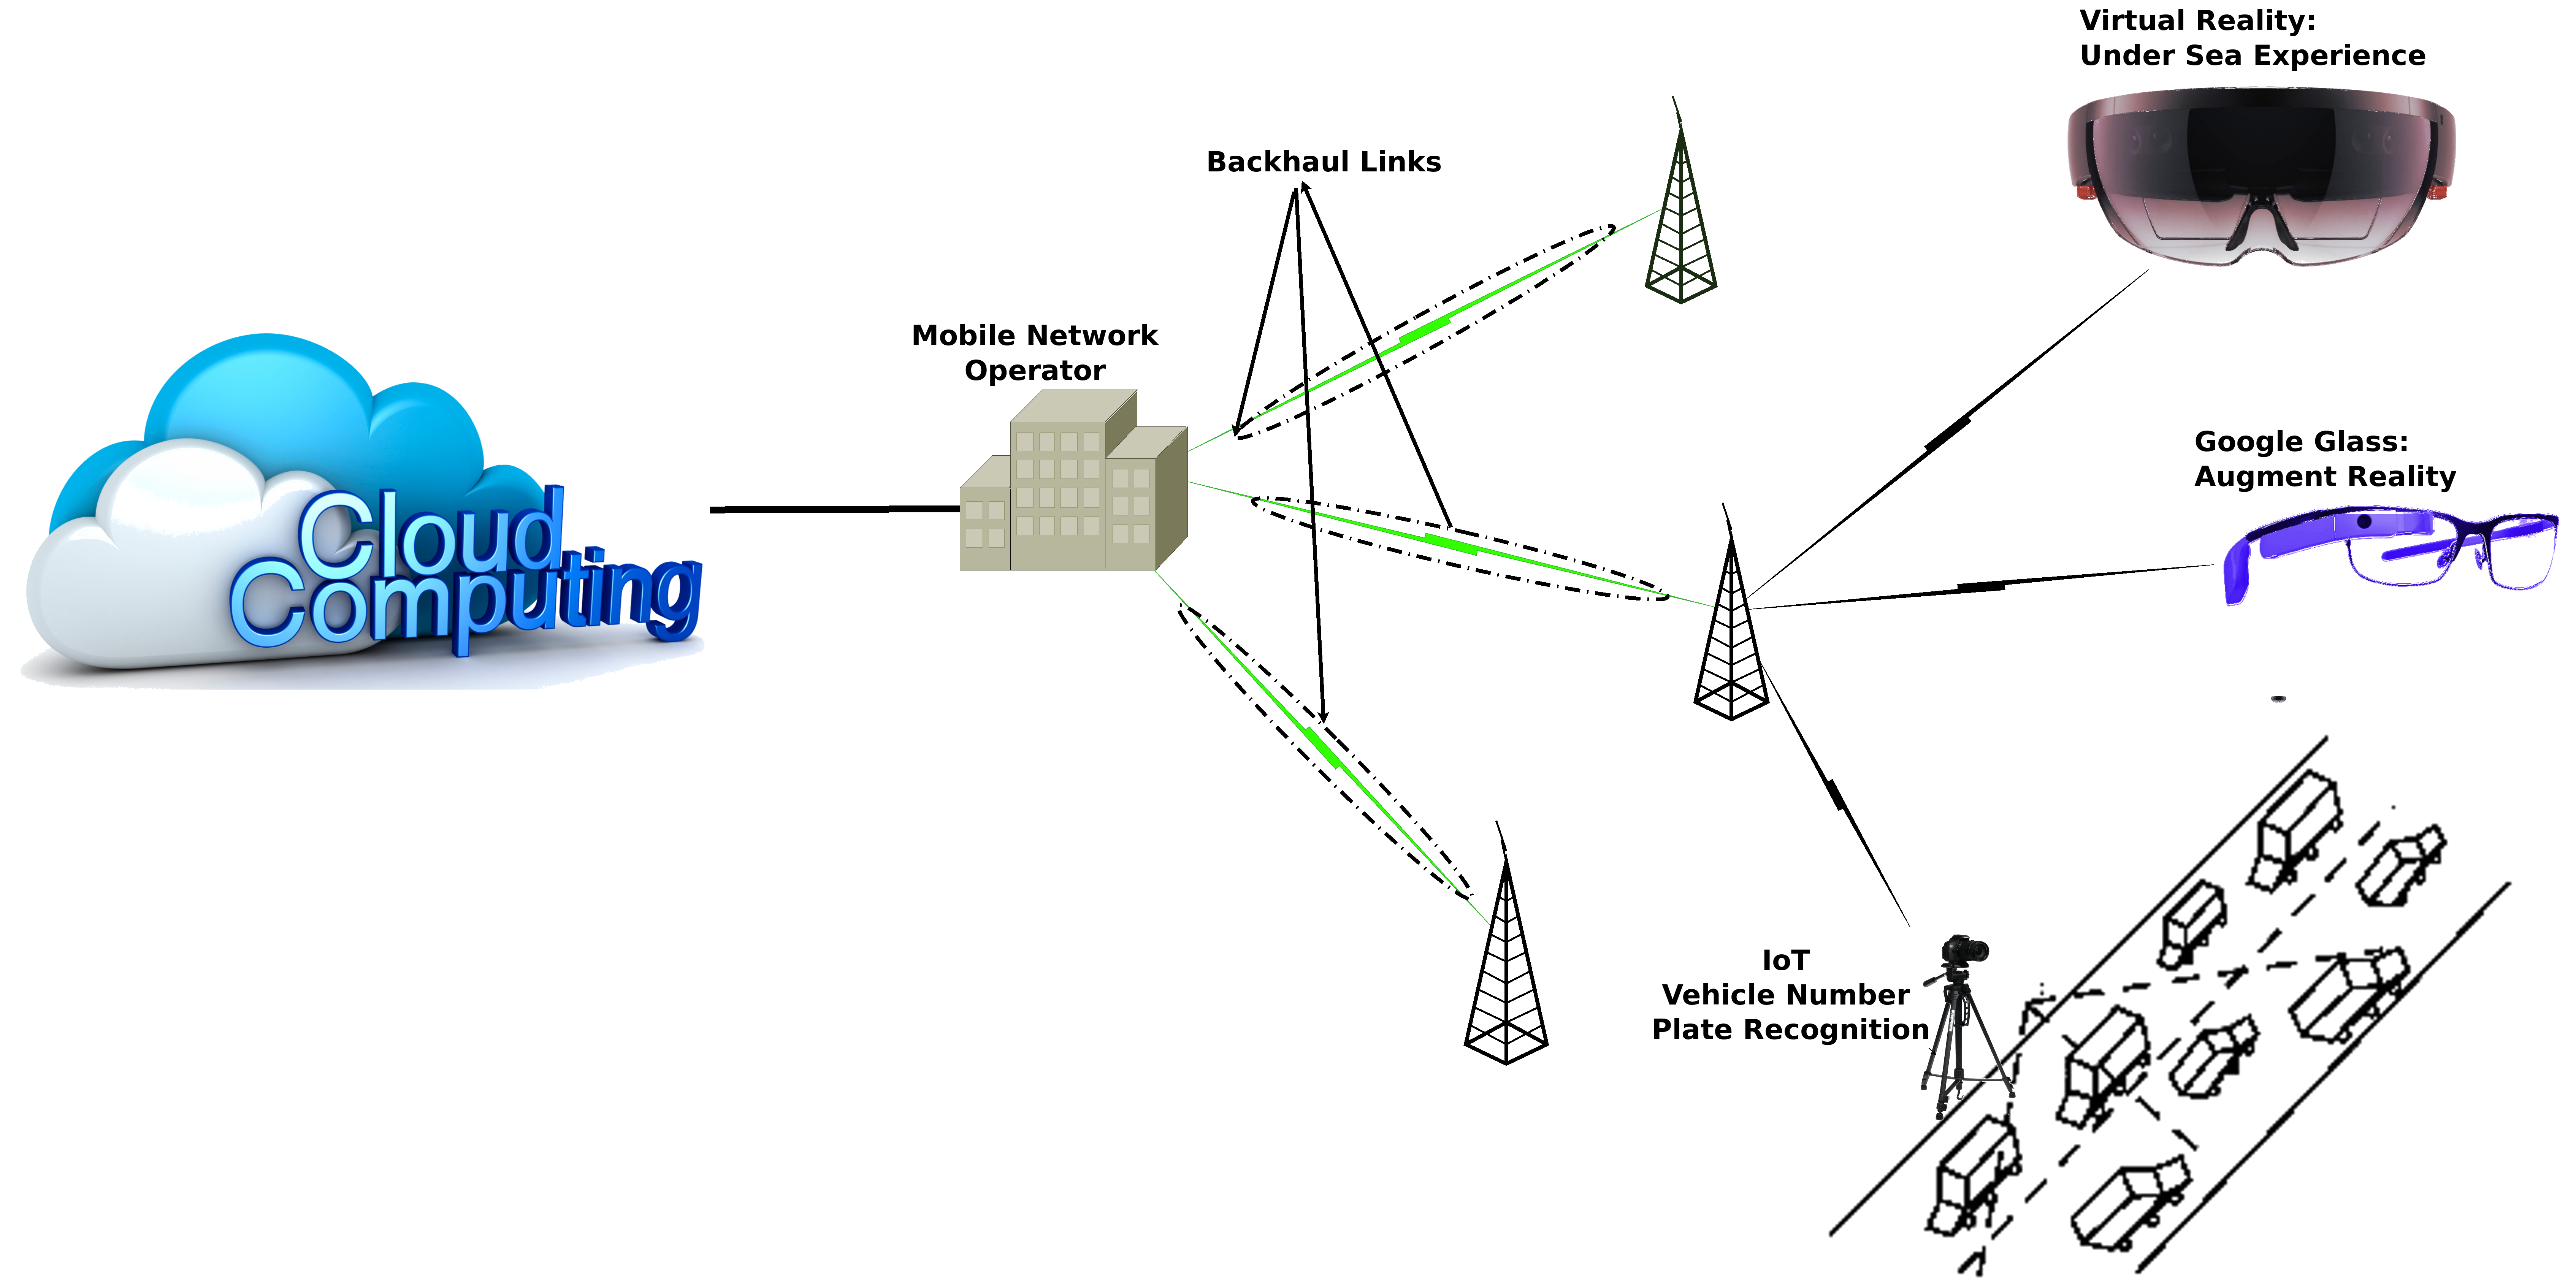 Virtual Reality:
Under Sea Experience
Backhaul Links
Mobile Network
Operator
Google Glass:
Augment Reality
Cloud
Computing
IoT
Vehicle Number
Plate Recognition